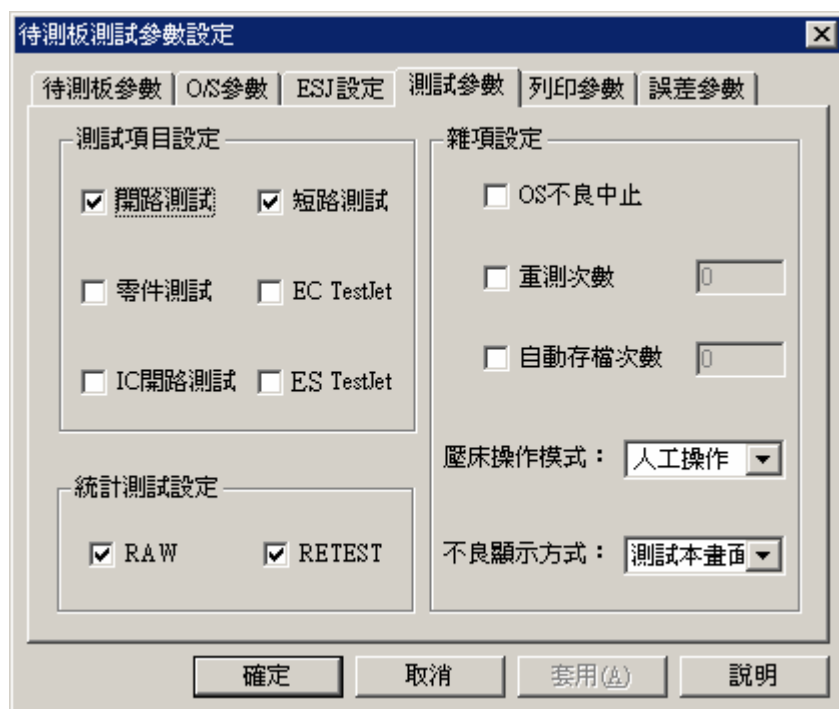 待測板測試參數設定
待測板參數 O/S參數 ESJ設定 測試參數 列印參數 誤差參數
測試項目設定
開路測試 短路測試
零件測試 EC TestJet
IC開路測試 ES TestJet
統計測試設定
RAW RETEST
雜項設定
OS不良中止
重測次數 0
自動存檔次數 0
壓床操作模式： 人工操作
不良顯示方式： 測試本畫面
確定 取消 套用(A) 說明